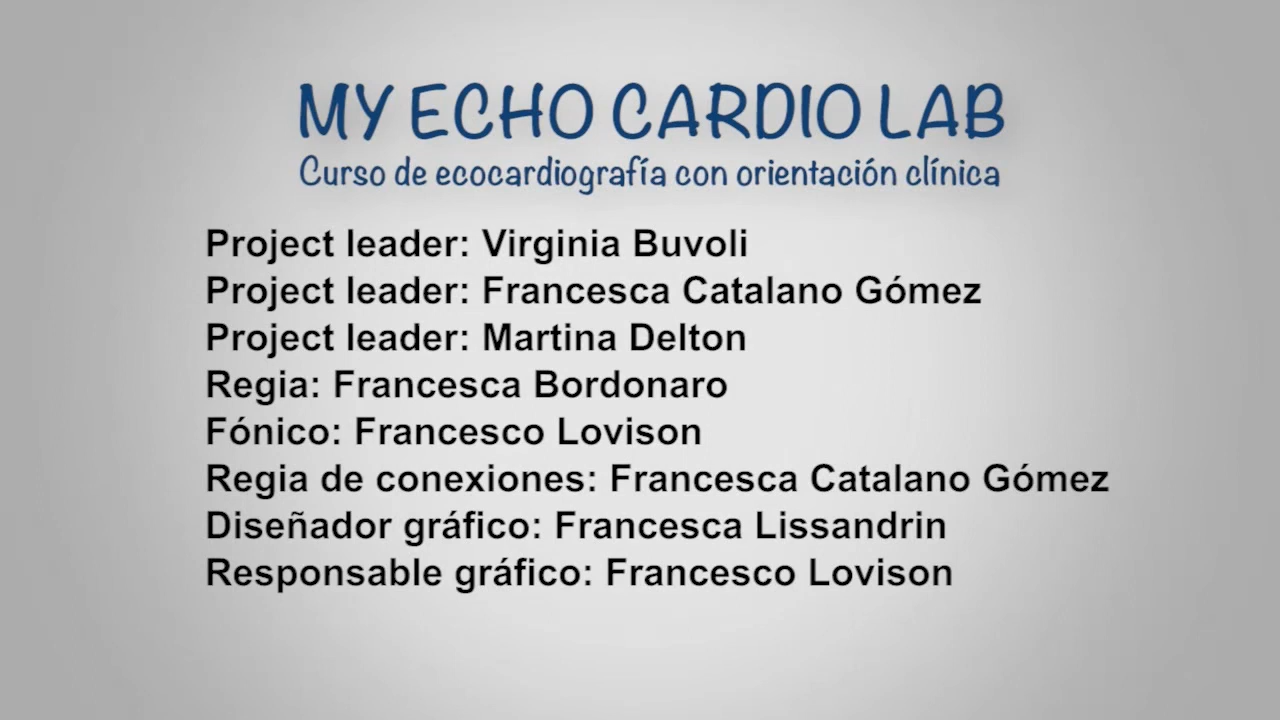 MY ECHO CARDIO LAB
Curso de ecocardiografía con orientación clínica
Project leader: Virginia Buvoli
Project leader: Francesca Catalano Gómez
Project leader: Martina Delton
Regia: Francesca Bordonaro
Fónico: Francesco Lovison
Regia de conexiones: Francesca Catalano Gómez
Diseñador gráfico: Francesca Lissandrin
Responsable gráfico: Francesco Lovison